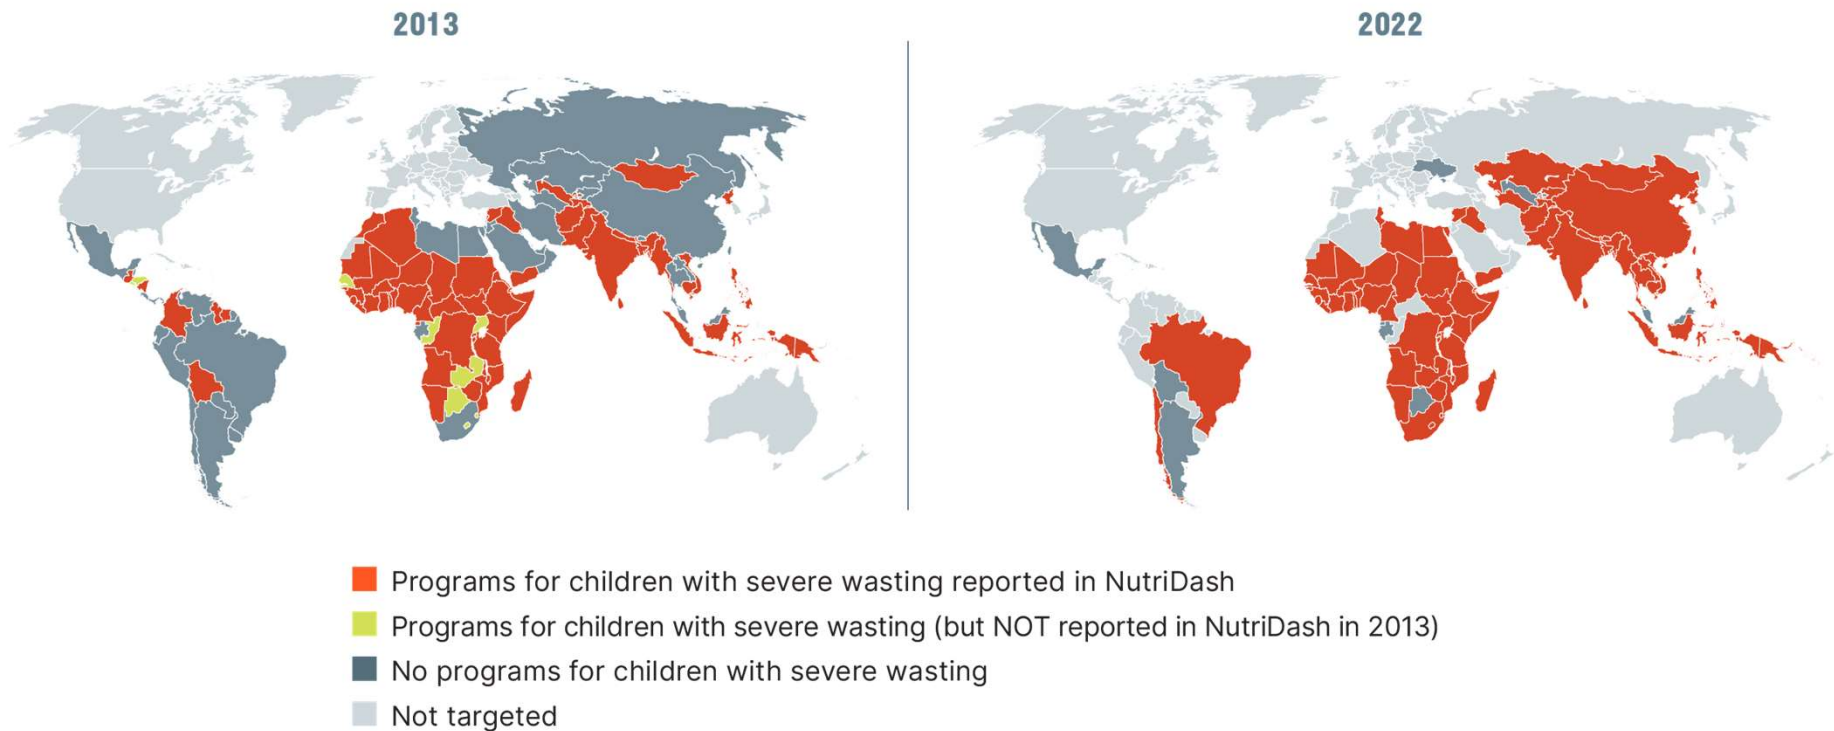 2013
2022
Programs for children with severe wasting reported in NutriDash
Programs for children with severe wasting (but NOT reported in NutriDash in 2013)
No programs for children with severe wasting
Not targeted